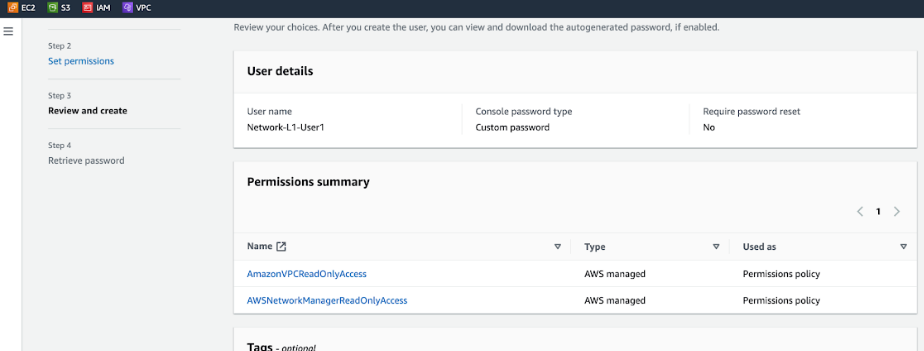 EC2 S3 IAM VPC
Review your choices. After you create the user, you can view and download the autogenerated password, if enabled.
Step 2
Set permissions
Step 3
Review and create
Step 4
Retrieve password
User details
User name Console password type Require password reset
Network-L1-User1 Custom password No
Permissions summary
1
Name Type Used as
AmazonVPCReadOnlyAccess AWS managed Permissions policy
AWSNetworkManagerReadOnlyAccess AWS managed Permissions policy
Tags - optional